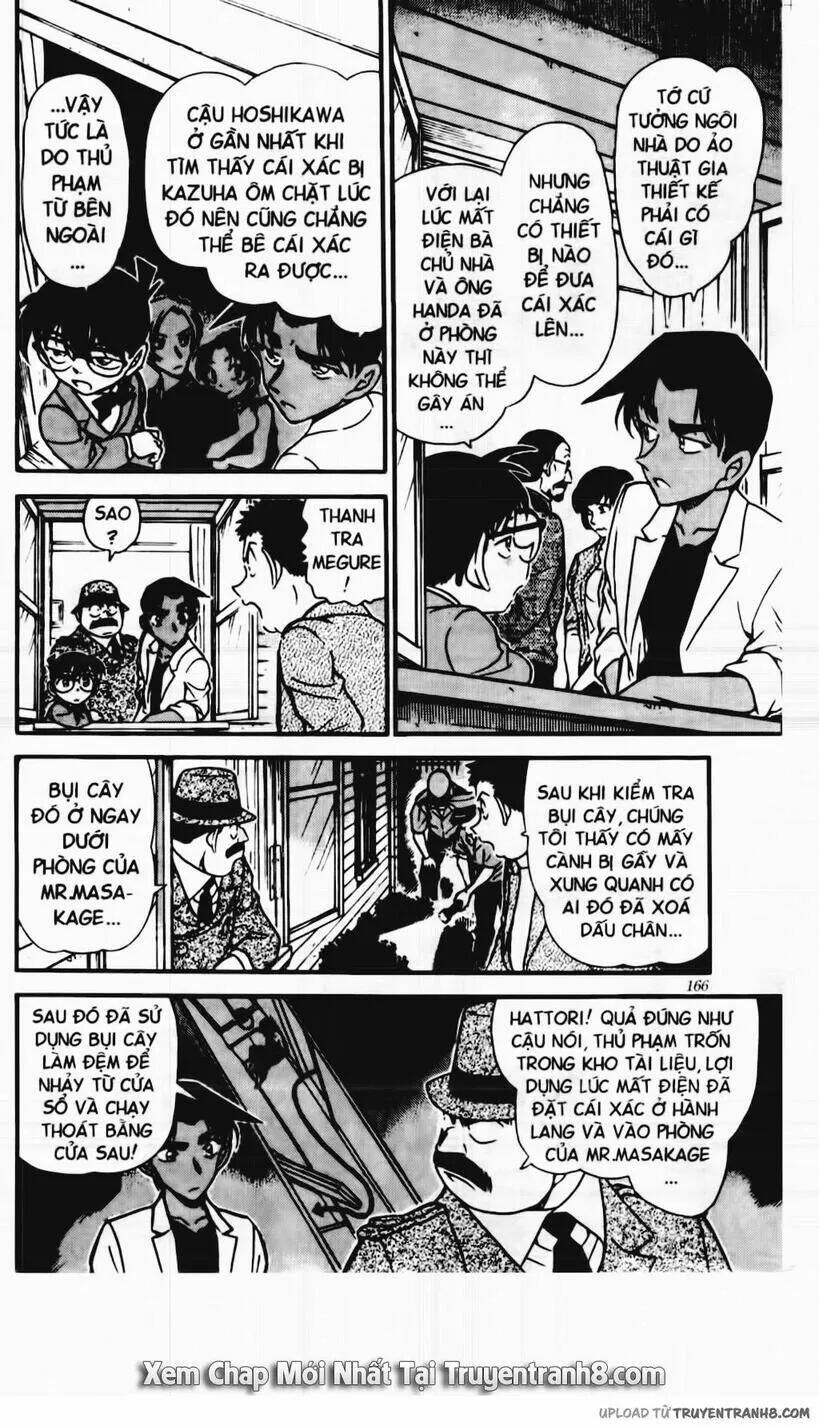 TỚ CỨ
TƯỞNG NGÔI
NHÀ DO ẢO
THUẬT GIA
THIẾT KẾ
PHẢI CÓ
CÁI GÌ
ĐÓ...
NHƯNG
CHẲNG
CÓ THIẾT
BỊ NÀO
ĐỂ ĐƯA
CÁI XÁC
LÊN...
VỚI LẠI
LÚC MẤT
ĐIỆN BÀ
CHỦ NHÀ
VÀ ÔNG
HANDA ĐÃ
Ở PHÒNG
NÀY THÌ
KHÔNG THỂ
GÂY ÁN
...
CẬU HOSHIKAWA
Ở GẦN NHẤT KHI
TÌM THẤY CÁI XÁC BỊ
KAZUHA ÔM CHẶT LÚC
ĐÓ NÊN CŨNG CHẲNG
THỂ BÊ CÁI XÁC
RA ĐƯỢC...
...VẬY
TỨC LÀ
DO THỦ
PHẠM
TỪ BÊN
NGOÀI
...
THANH
TRA
MEGURE
!
SAO
?
SAU KHI KIỂM TRA
BỤI CÂY, CHÚNG
TÔI THẤY CÓ MẤY
CÀNH BỊ GẨY VÀ
XUNG QUANH CÓ
AI ĐÓ ĐÃ XOÁ
DẤU CHÂN...
BỤI CÂY
ĐÓ Ở NGAY
DƯỚI
PHÒNG CỦA
MR.MASA-
KAGE...
166
HATTORI! QUẢ ĐÚNG NHƯ
CẬU NÓI, THỦ PHẠM TRỐN
TRONG KHO TÀI LIỆU, LỢI
DỤNG LÚC MẤT ĐIỆN ĐÃ
ĐẶT CÁI XÁC Ở HÀNH
LANG VÀ VÀO PHÒNG
CỦA MR.MASAKAGE
...
SAU ĐÓ ĐÃ SỬ
DỤNG BỤI CÂY
LÀM ĐỆM ĐỂ
NHẢY TỪ CỬA
SỔ VÀ CHẠY
THOÁT BẰNG
CỬA SAU!
Xem Chap Mới Nhất Tại Truyentranh8.com
UPLOAD TỪ TRUYENTRANH8.COM